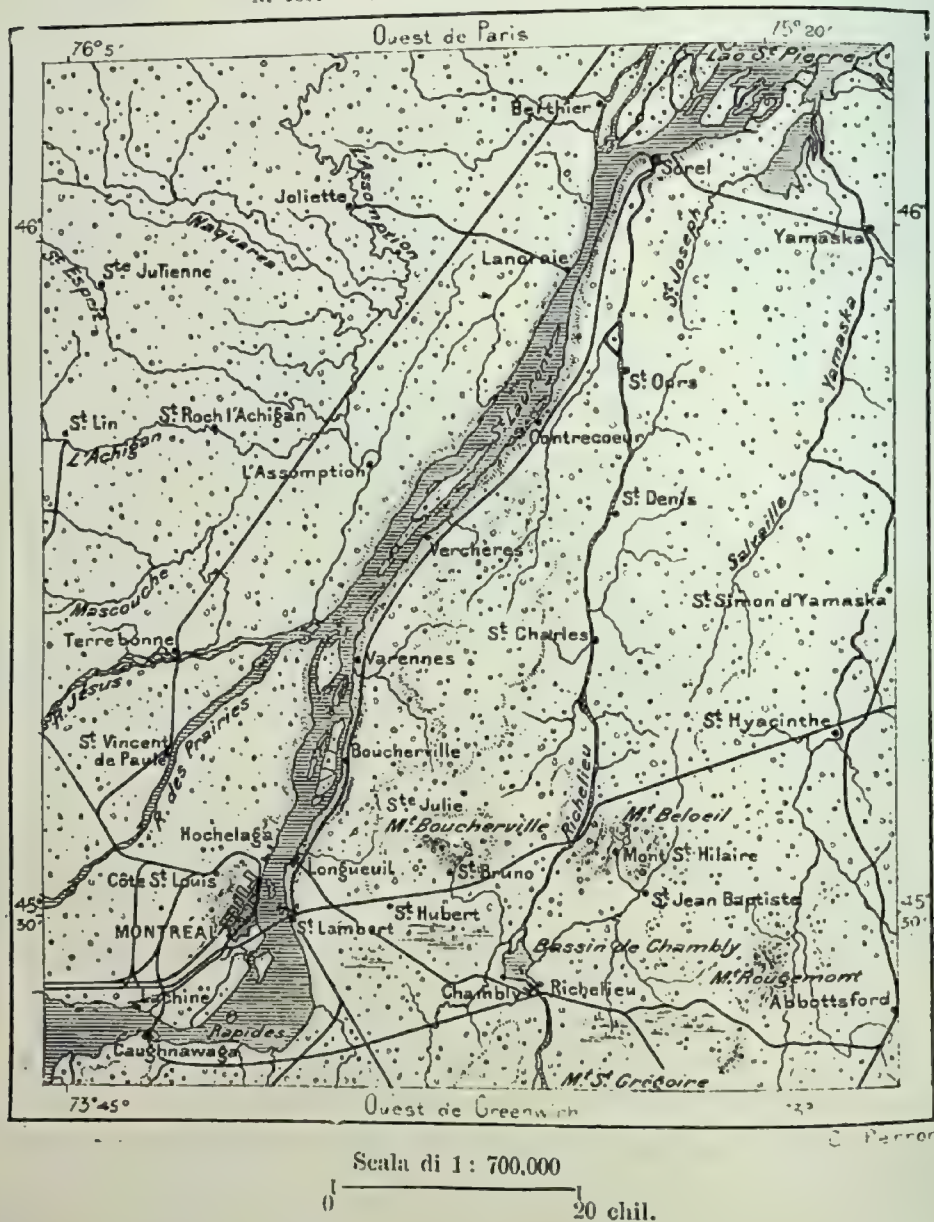 Ouest de Paris
76° 5'
75° 20'
Lac St Pierre
Berthier
Sorel
L'Assomption
Joliette
46°
46°
Naquarea
Yamaska
Lanoraie
St Joseph
St Esprit
Ste Julienne
Yamaska
St Ours
St Laurent
St Lin
St Roch l'Achigan
Contrecoeur
L'Achigan
L'Assomption
St Denis
Verchères
Salvaille
Mascouche
St Simon d'Yamaska
Terrebonne
St Charles
Varennes
R. Jésus
St Hyacinthe
St Vincent
de Paule
R. des Prairies
Boucherville
Richelieu
Ste Julie
Mt Boucherville
Mt Beloeil
Hochelaga
Mont St Hilaire
Longueuil
Côte St Louis
St Bruno
St Jean Baptiste
45°
30'
45°
30'
St Hubert
MONTREAL
St Lambert
Bassin de Chambly
Mt Rougemont
Chambly
Richelieu
Abbottsford
Lachine
Rapides
Caughnawaga
Mt St Grégoire
73° 45'
Ouest de Greenwich
C. Perron
Scala di 1 : 700,000
0
20 chil.